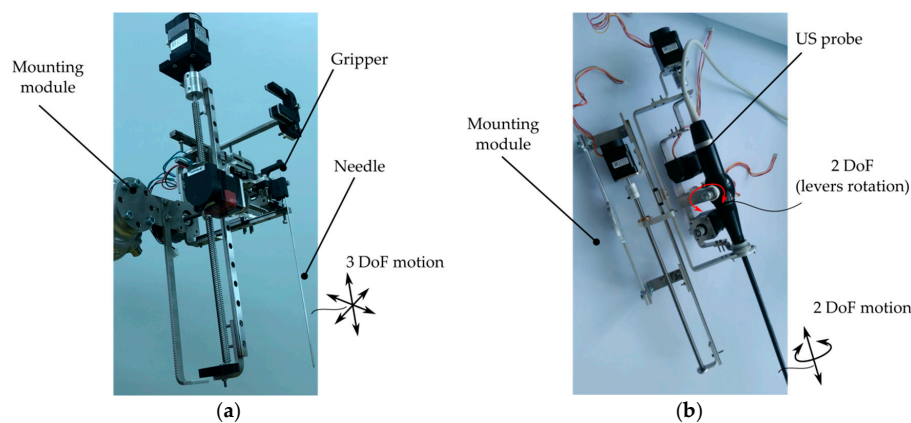 Mounting
module
Gripper
Needle
3 DoF motion
(a)
US probe
Mounting
module
2 DoF
(levers rotation)
2 DoF motion
(b)